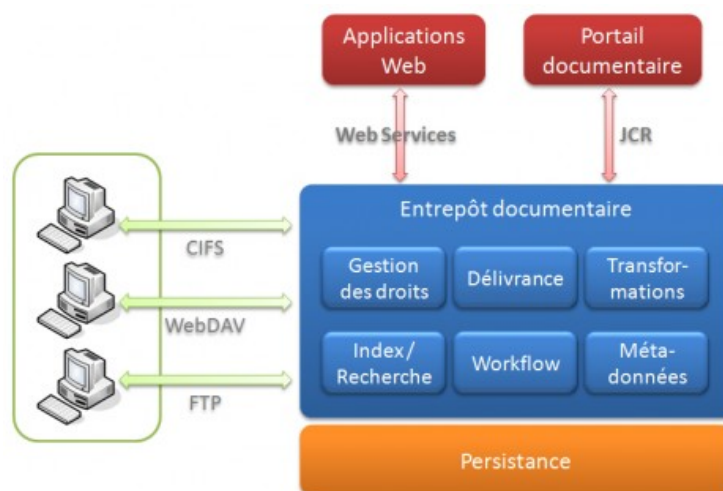 Applications
Web
Portail
documentaire
Web Services
JCR
Entrepôt documentaire
CIFS
Gestion
des droits
Délivrance
Transfor-
mations
WebDAV
Index/
Recherche
Workflow
Méta-
données
FTP
Persistance